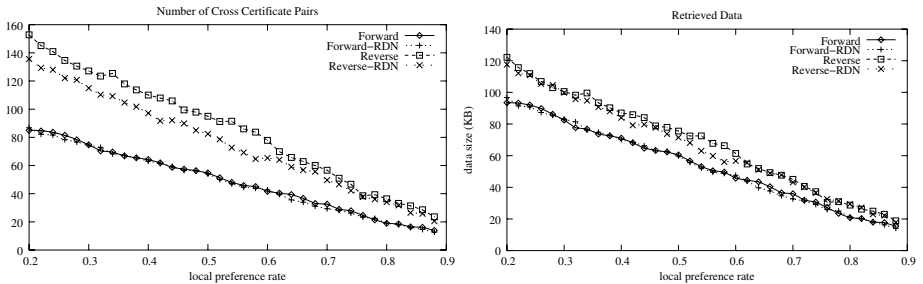 Number of Cross Certificate Pairs
160
140
120
100
80
60
40
20
0
Forward
Forward-RDN
Reverse
Reverse-RDN
0.2 0.3 0.4 0.5 0.6 0.7 0.8 0.9
local preference rate
Retrieved Data
data size (KB)
140
120
100
80
60
40
20
0
Forward
Forward-RDN
Reverse
Reverse-RDN
0.2 0.3 0.4 0.5 0.6 0.7 0.8 0.9
local preference rate